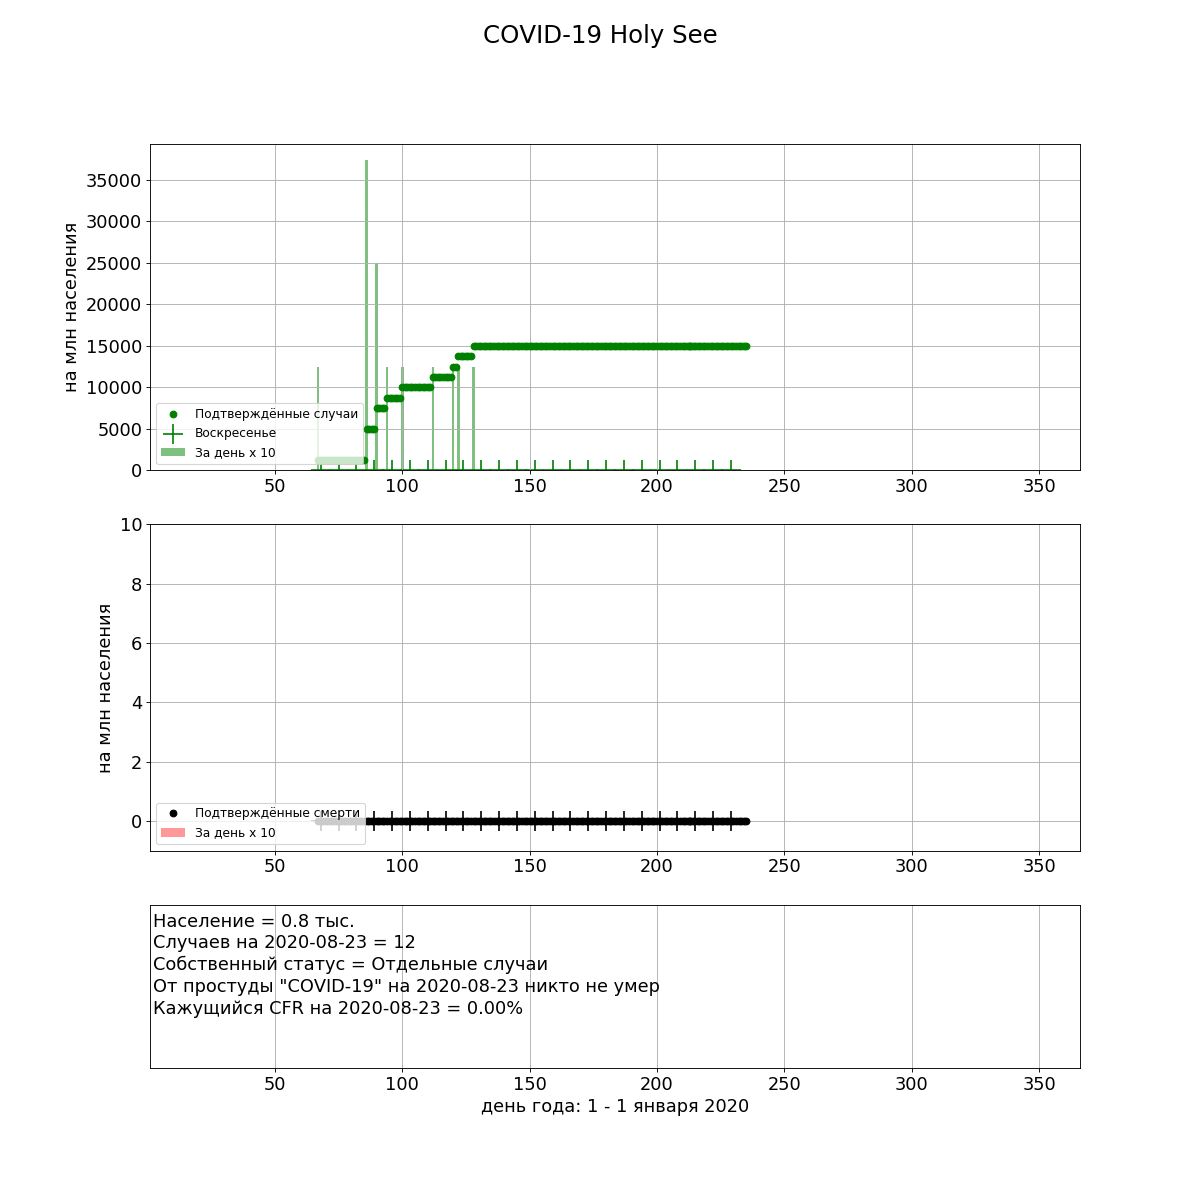 COVID-19 Holy See
на млн населения
35000
30000
25000
20000
15000
10000
5000
0
Подтверждённые случаи
Воскресенье
За день x 10
50 100 150 200 250 300 350
на млн населения
10
8
6
4
2
0
Подтверждённые смерти
За день x 10
50 100 150 200 250 300 350
Население = 0.8 тыс.
Случаев на 2020-08-23 = 12
Собственный статус = Отдельные случаи
От простуды "COVID-19" на 2020-08-23 никто не умер
Кажущийся CFR на 2020-08-23 = 0.00%
50 100 150 200 250 300 350
день года: 1 - 1 января 2020